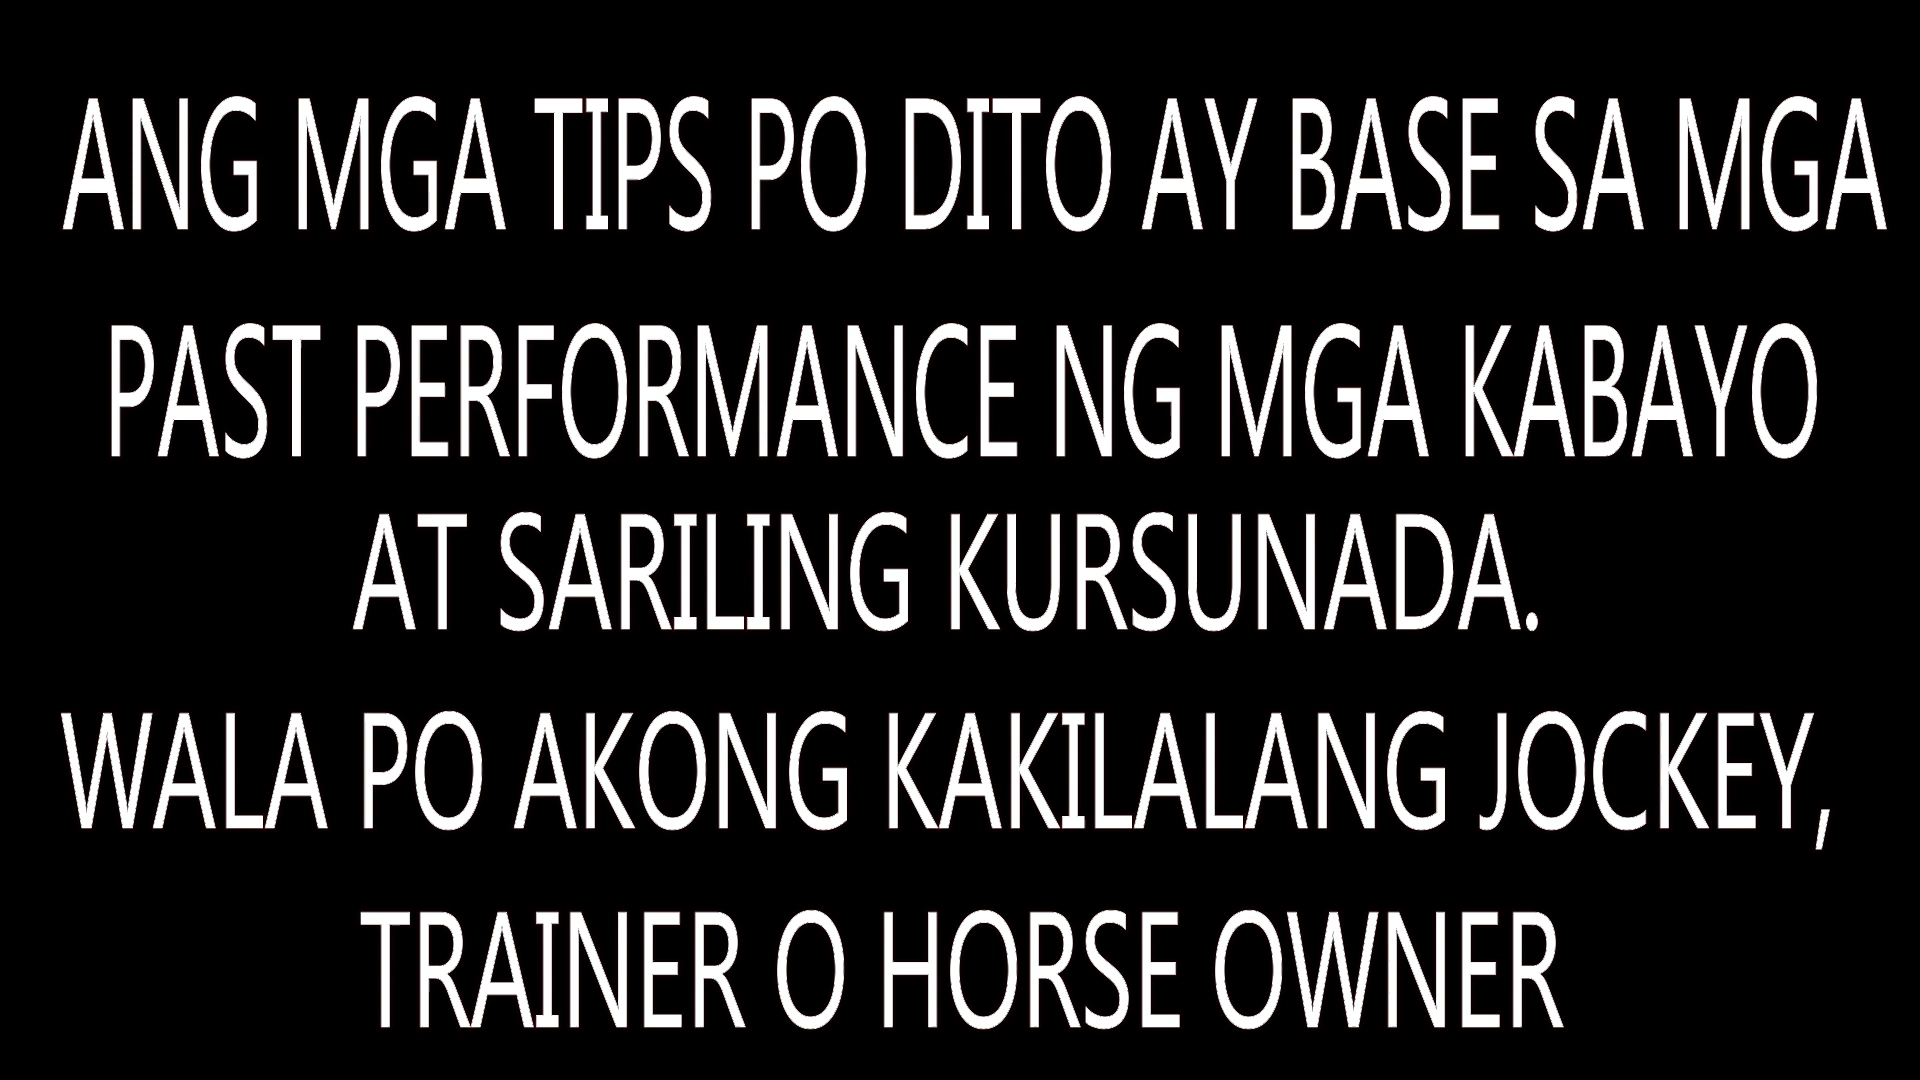 ANG MGA TIPS PO DITO AY BASE SA MGA
PAST PERFORMANCE NG MGA KABAYO
AT SARILING KURSUNADA.
WALA PO AKONG KAKILALANG JOCKEY,
TRAINER O HORSE OWNER